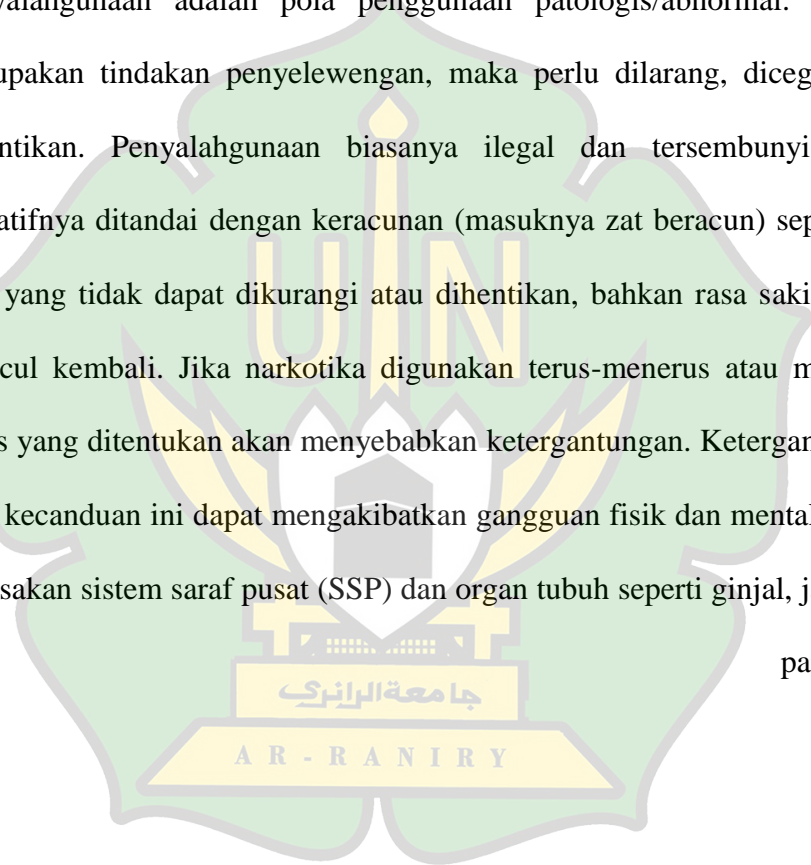 yalahgunaan adalah pola penggunaan patologis/abnormal.
upakan tindakan penyelewengan, maka perlu dilarang, diceg
ntikan. Penyalahgunaan biasanya ilegal dan tersembunyi
atifnya ditandai dengan keracunan (masuknya zat beracun) sep
yang tidak dapat dikurangi atau dihentikan, bahkan rasa saki
cul kembali. Jika narkotika digunakan terus-menerus atau m
s yang ditentukan akan menyebabkan ketergantungan. Ketergan
kecanduan ini dapat mengakibatkan gangguan fisik dan mental
sakan sistem saraf pusat (SSP) dan organ tubuh seperti ginjal, j
pa
UIN
جامعةالرانري
AR-RANIRY